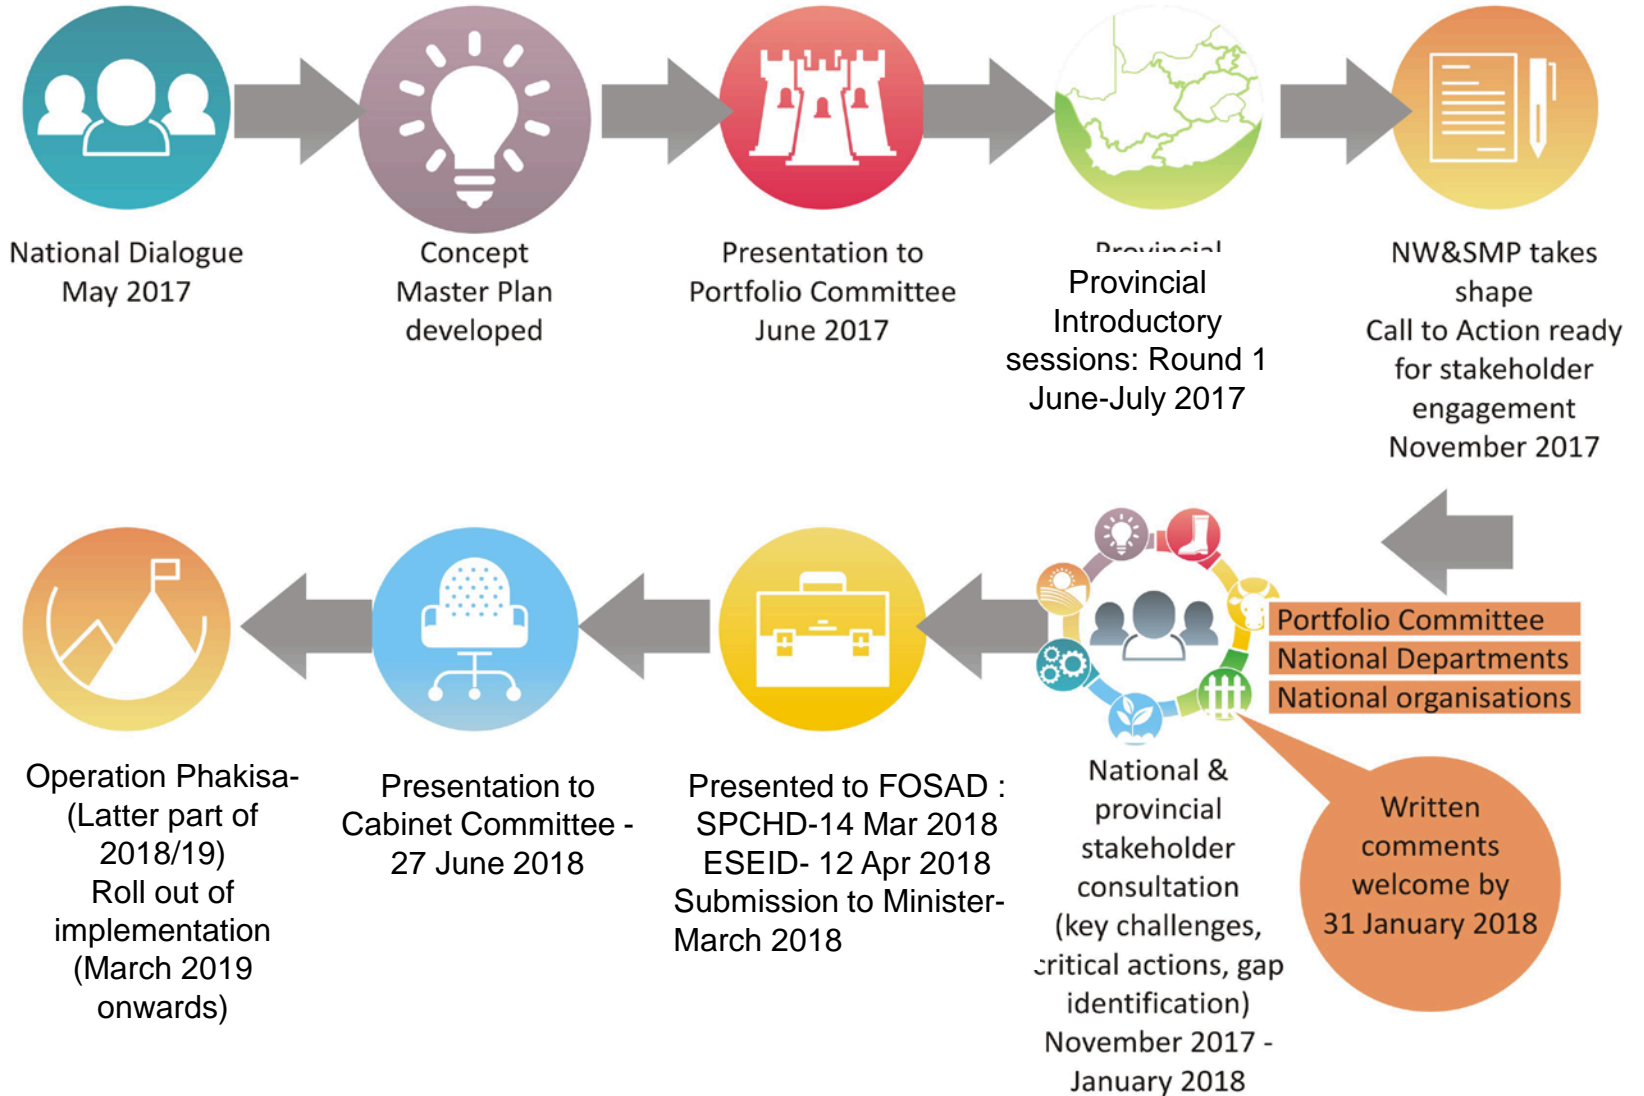 National Dialogue
May 2017
Concept
Master Plan
developed
Presentation to
Portfolio Committee
June 2017
Provincial
Provincial
Introductory
sessions: Round 1
June-July 2017
NW&SMP takes
shape
Call to Action ready
for stakeholder
engagement
November 2017
Portfolio Committee
National Departments
National organisations
Written
comments
welcome by
31 January 2018
National &
provincial
stakeholder
consultation
(key challenges,
critical actions, gap
identification)
November 2017 -
January 2018
Presented to FOSAD :
SPCHD-14 Mar 2018
ESEID- 12 Apr 2018
Submission to Minister-
March 2018
Presentation to
Cabinet Committee -
27 June 2018
Operation Phakisa-
(Latter part of
2018/19)
Roll out of
implementation
(March 2019
onwards)